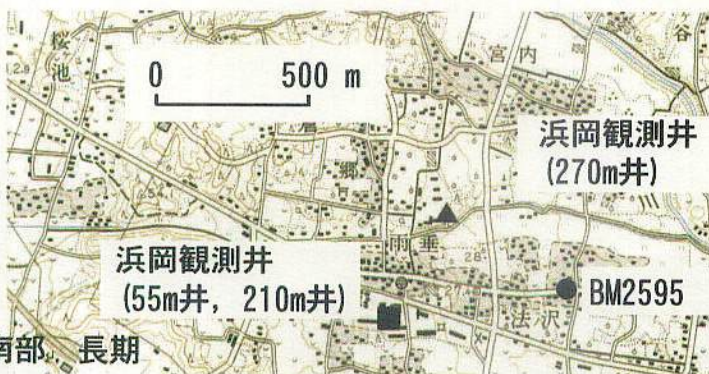 桜池
0 500 m
宮内
谷
浜岡観測井
(270m井)
郷
雨垂
28
浜岡観測井
(55m井, 210m井)
BM2595
法沢
南部 長期